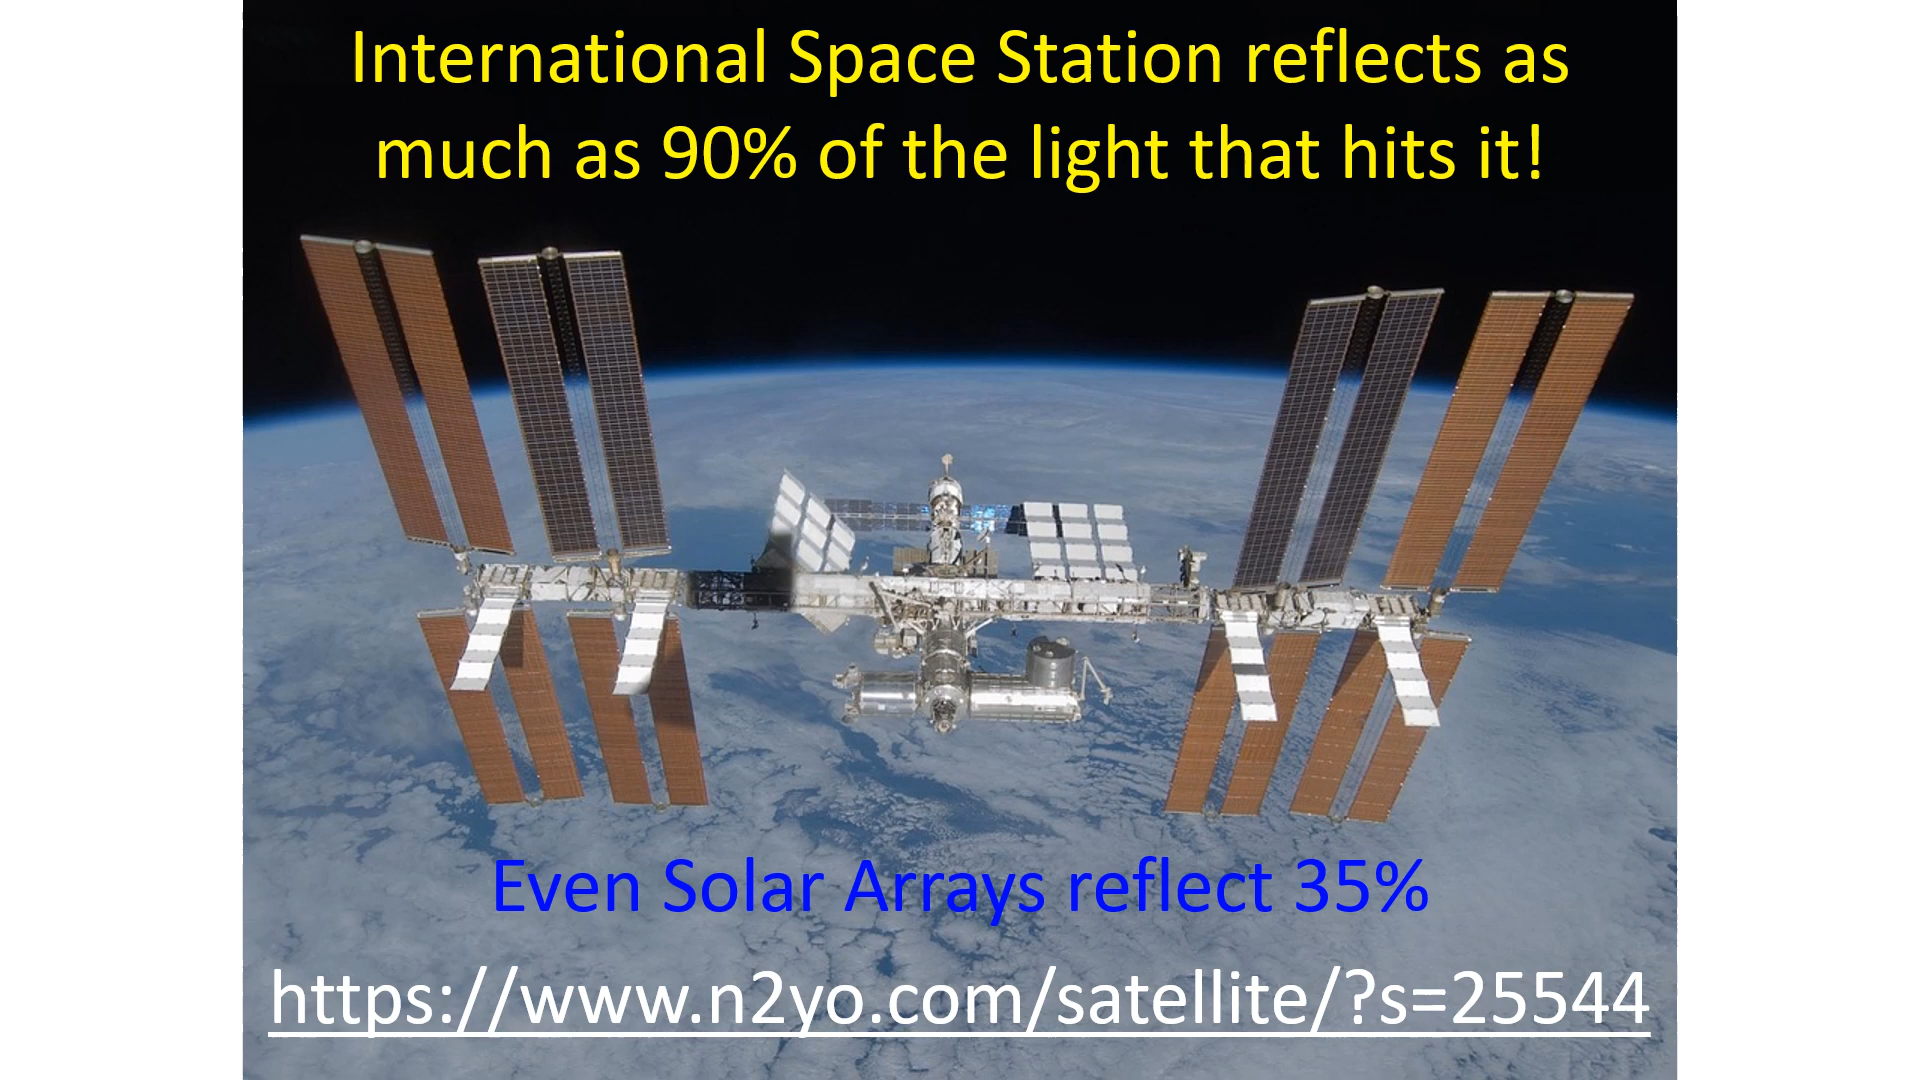 International Space Station reflects as
much as 90% of the light that hits it!
Even Solar Arrays reflect 35%
https://www.n2yo.com/satellite/?s=25544